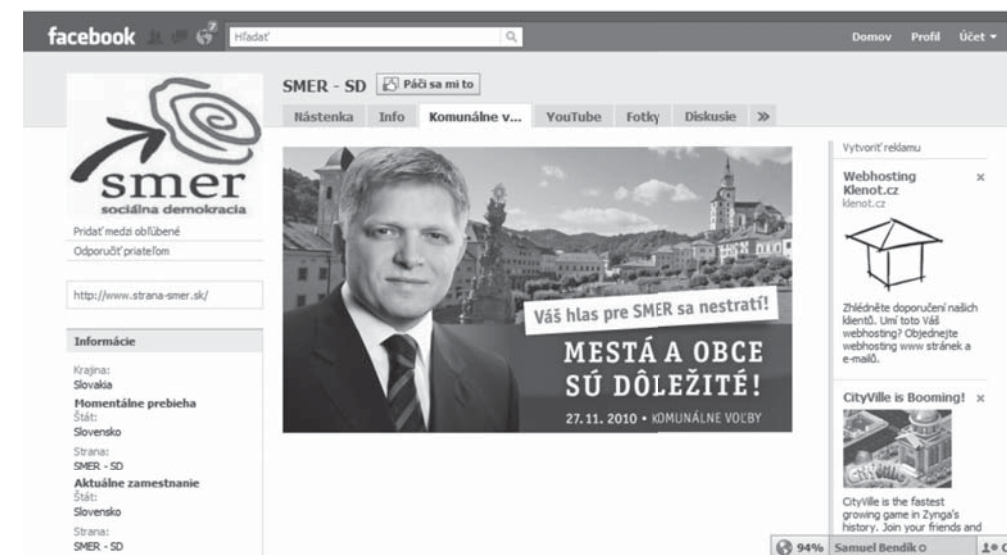 facebook
7
Hľadať
Domov Profil Účet
SMER - SD Páči sa mi to
Nástenka Info Komunálne v... YouTube Fotky Diskusie »
smer
sociálna demokracia
Pridať medzi obľúbené
Odporučiť priateľom
http://www.strana-smer.sk/
Informácie
Krajina:
Slovakia
Momentálne prebieha
Štát:
Slovensko
Strana:
SMER - SD
Aktuálne zamestnanie
Štát:
Slovensko
Strana:
SMER - SD
Váš hlas pre SMER sa nestratí!
MESTÁ A OBCE
SÚ DÔLEŽITÉ!
27. 11. 2010 • KOMUNÁLNE VOĽBY
Vytvoriť reklamu
Webhosting x
Klenot.cz
klenot.cz
Zhlédněte doporučení našich
klientů. Umí toto Váš
webhosting? Objednejte
webhosting www stránek a
e-mailů.
CityVille is Booming! x
CityVille
CityVille is the fastest
growing game in Zynga's
history. Join your friends and
94% Samuel Bendík